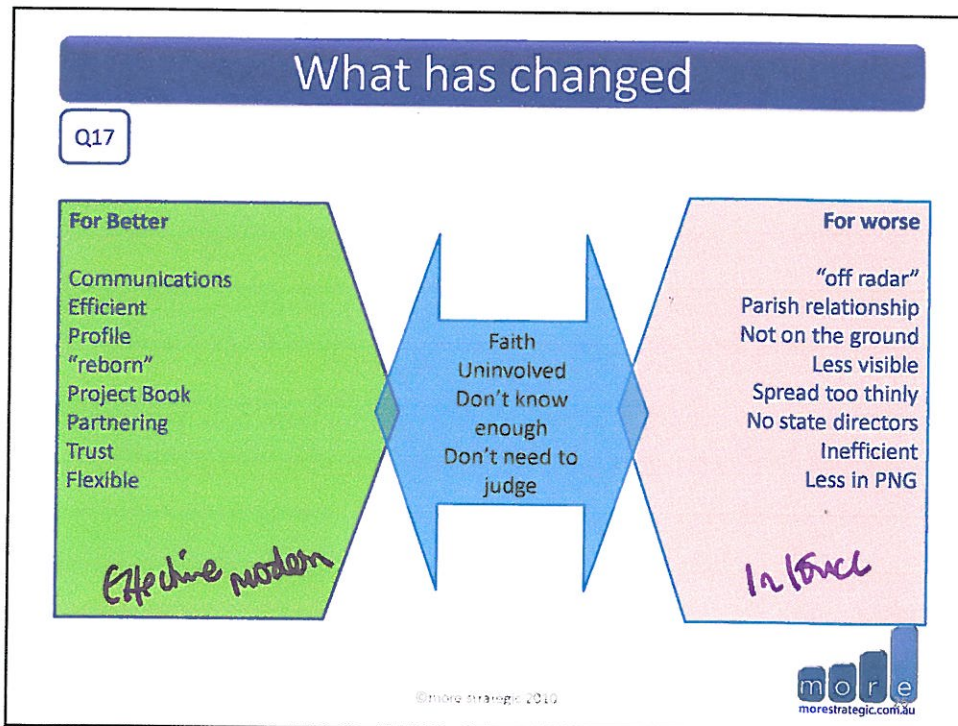 What has changed
Q17
For Better
Communications
Efficient
Profile
"reborn"
Project Book
Partnering
Trust
Flexible
Effective modern
Faith
Uninvolved
Don't know
enough
Don't need to
judge
For worse
"off radar"
Parish relationship
Not on the ground
Less visible
Spread too thinly
No state directors
Inefficient
Less in PNG
©more strategic 2010
more
morestrategic.com.au